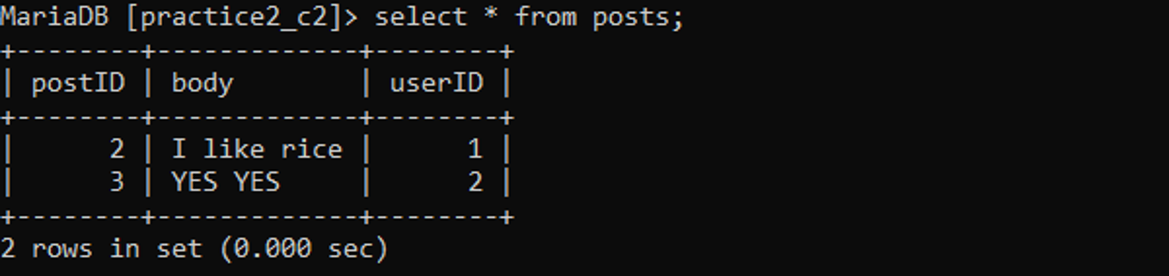 MariaDB [practice2_c2]> select * from posts;
+--------+-------------+--------+
| postID | body        | userID |
+--------+-------------+--------+
|      2 | I like rice |      1 |
|      3 | YES YES     |      2 |
+--------+-------------+--------+
2 rows in set (0.000 sec)